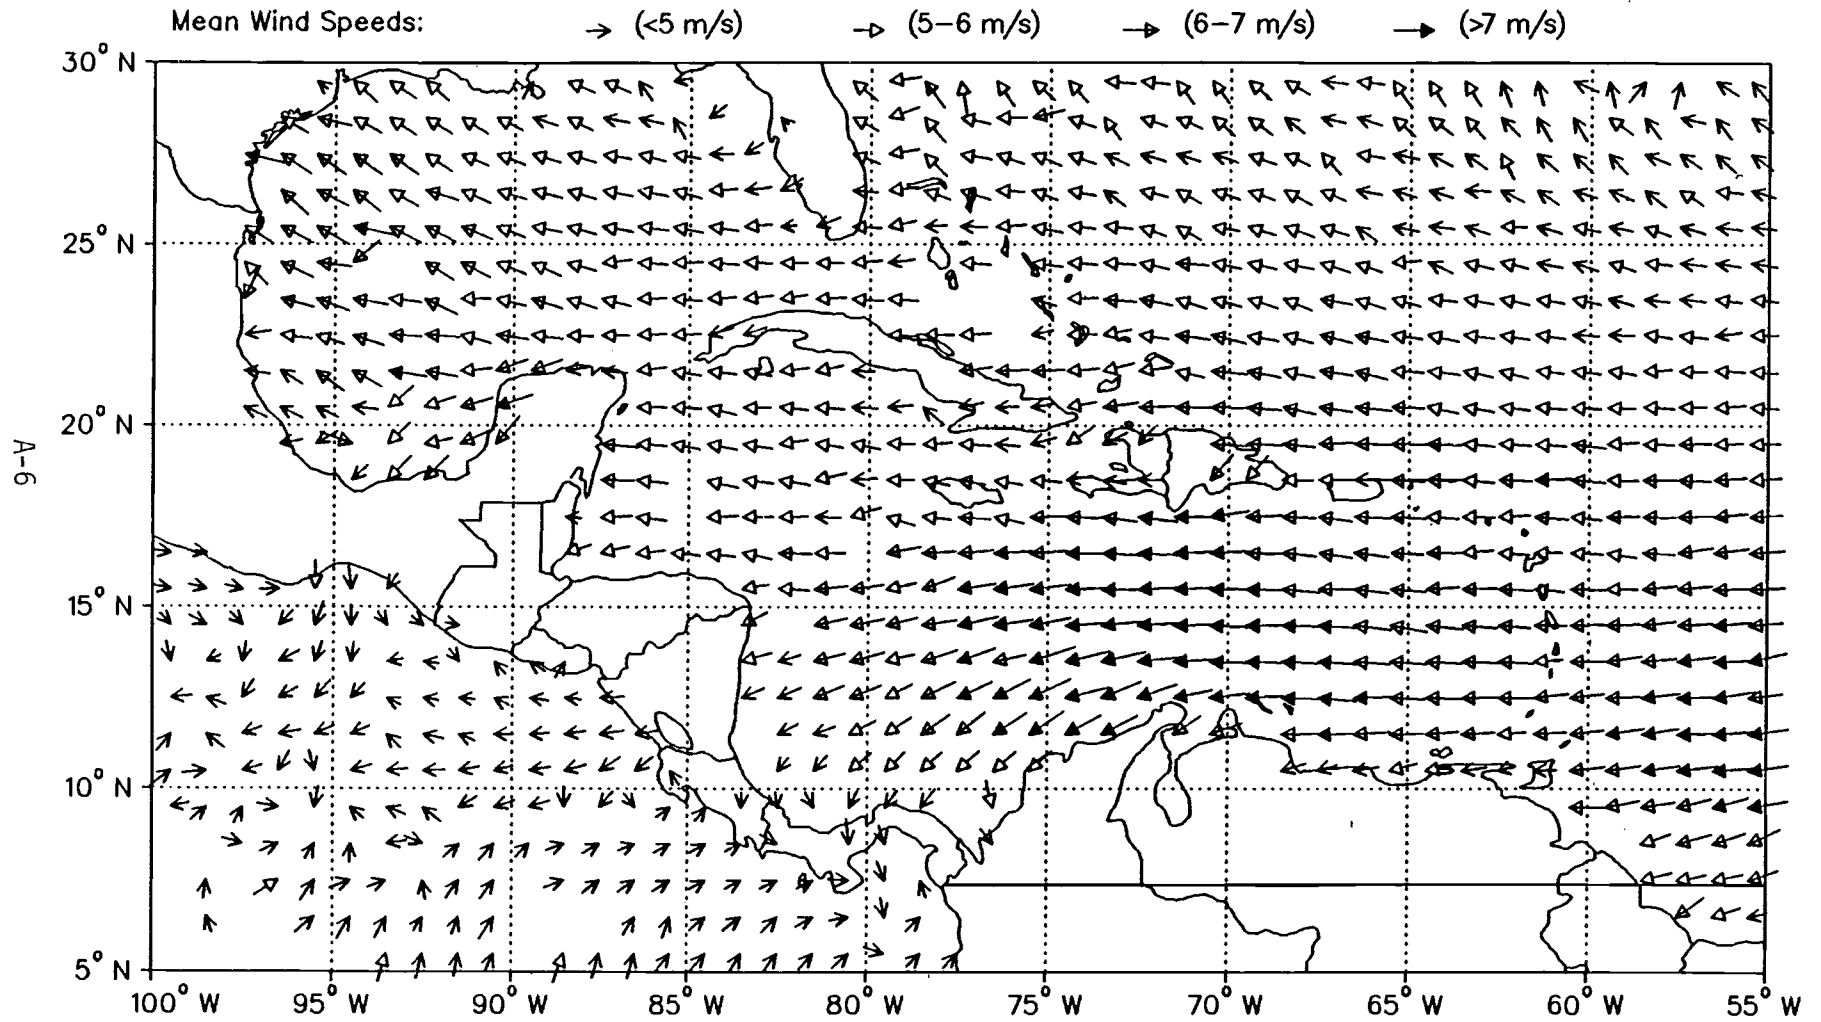 Mean Wind Speeds: (<5 m/s) (5-6 m/s) (6-7 m/s) (>7 m/s)
30° N
25° N
20° N
15° N
10° N
5° N
100° W 95° W 90° W 85° W 80° W 75° W 70° W 65° W 60° W 55° W
A-6